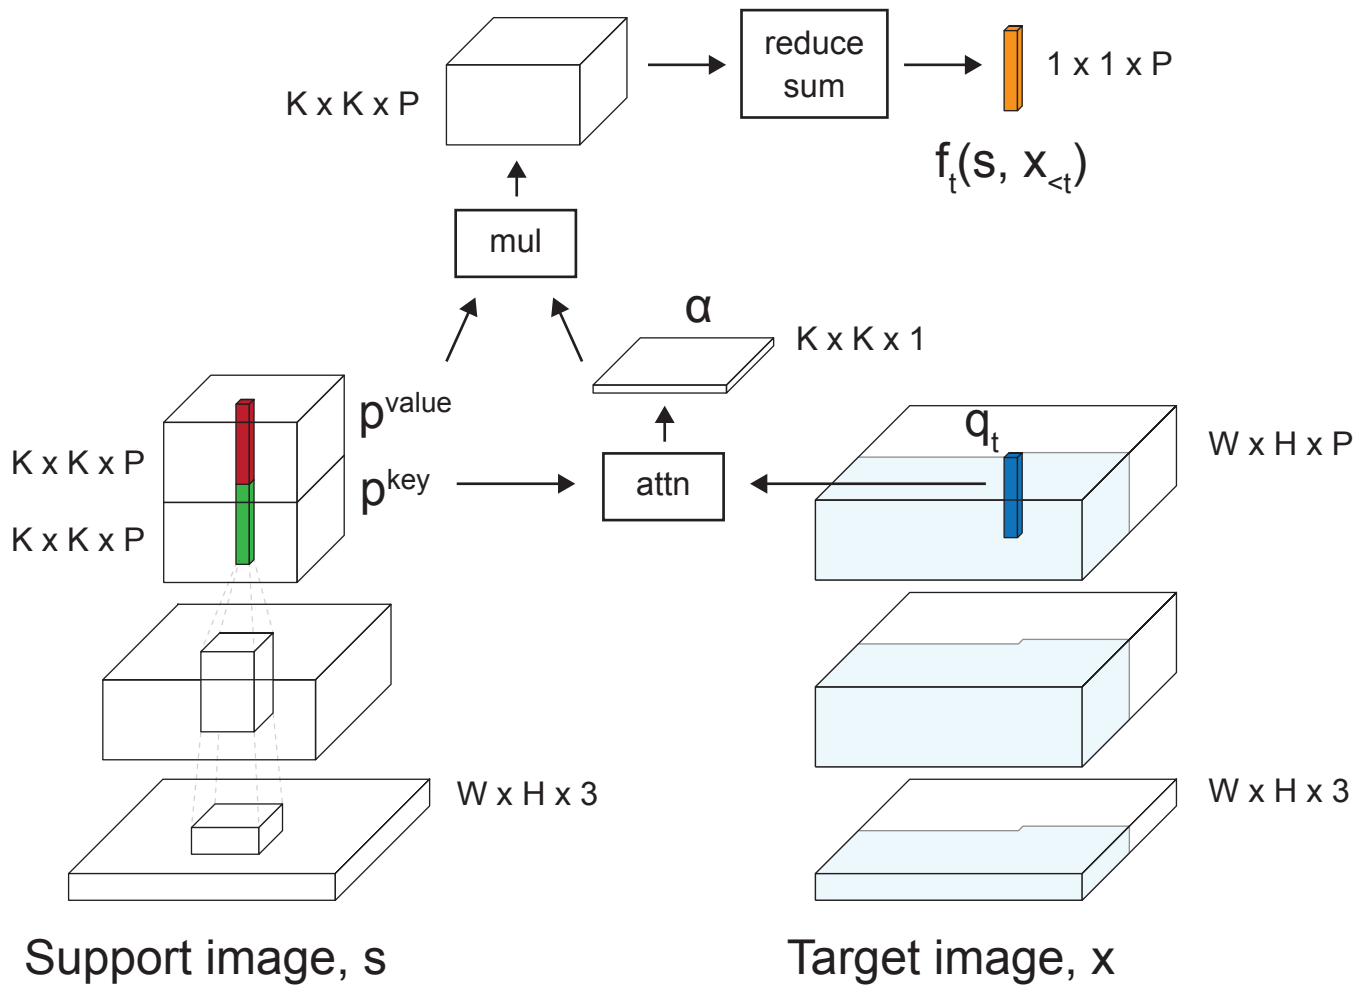 reduce
sum
1 x 1 x P
K x K x P
fₜ(s, x<ₜ)
mul
α
K x K x 1
pᵛᵃˡᵘᵉ
qₜ
W x H x P
K x K x P
pᵏᵉʸ
attn
K x K x P
W x H x 3
W x H x 3
Support image, s
Target image, x